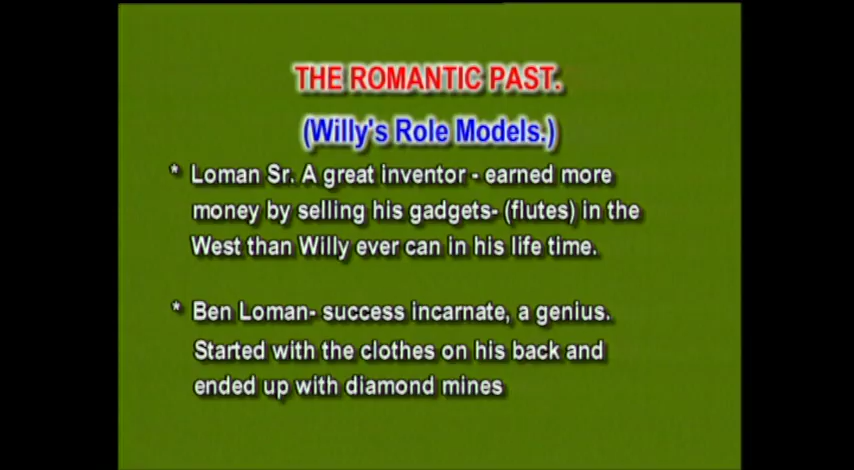 THE ROMANTIC PAST.
(Willy's Role Models.)
* Loman Sr. A great inventor - earned more
money by selling his gadgets- (flutes) in the
West than Willy ever can in his life time.
* Ben Loman- success incarnate, a genius.
Started with the clothes on his back and
ended up with diamond mines